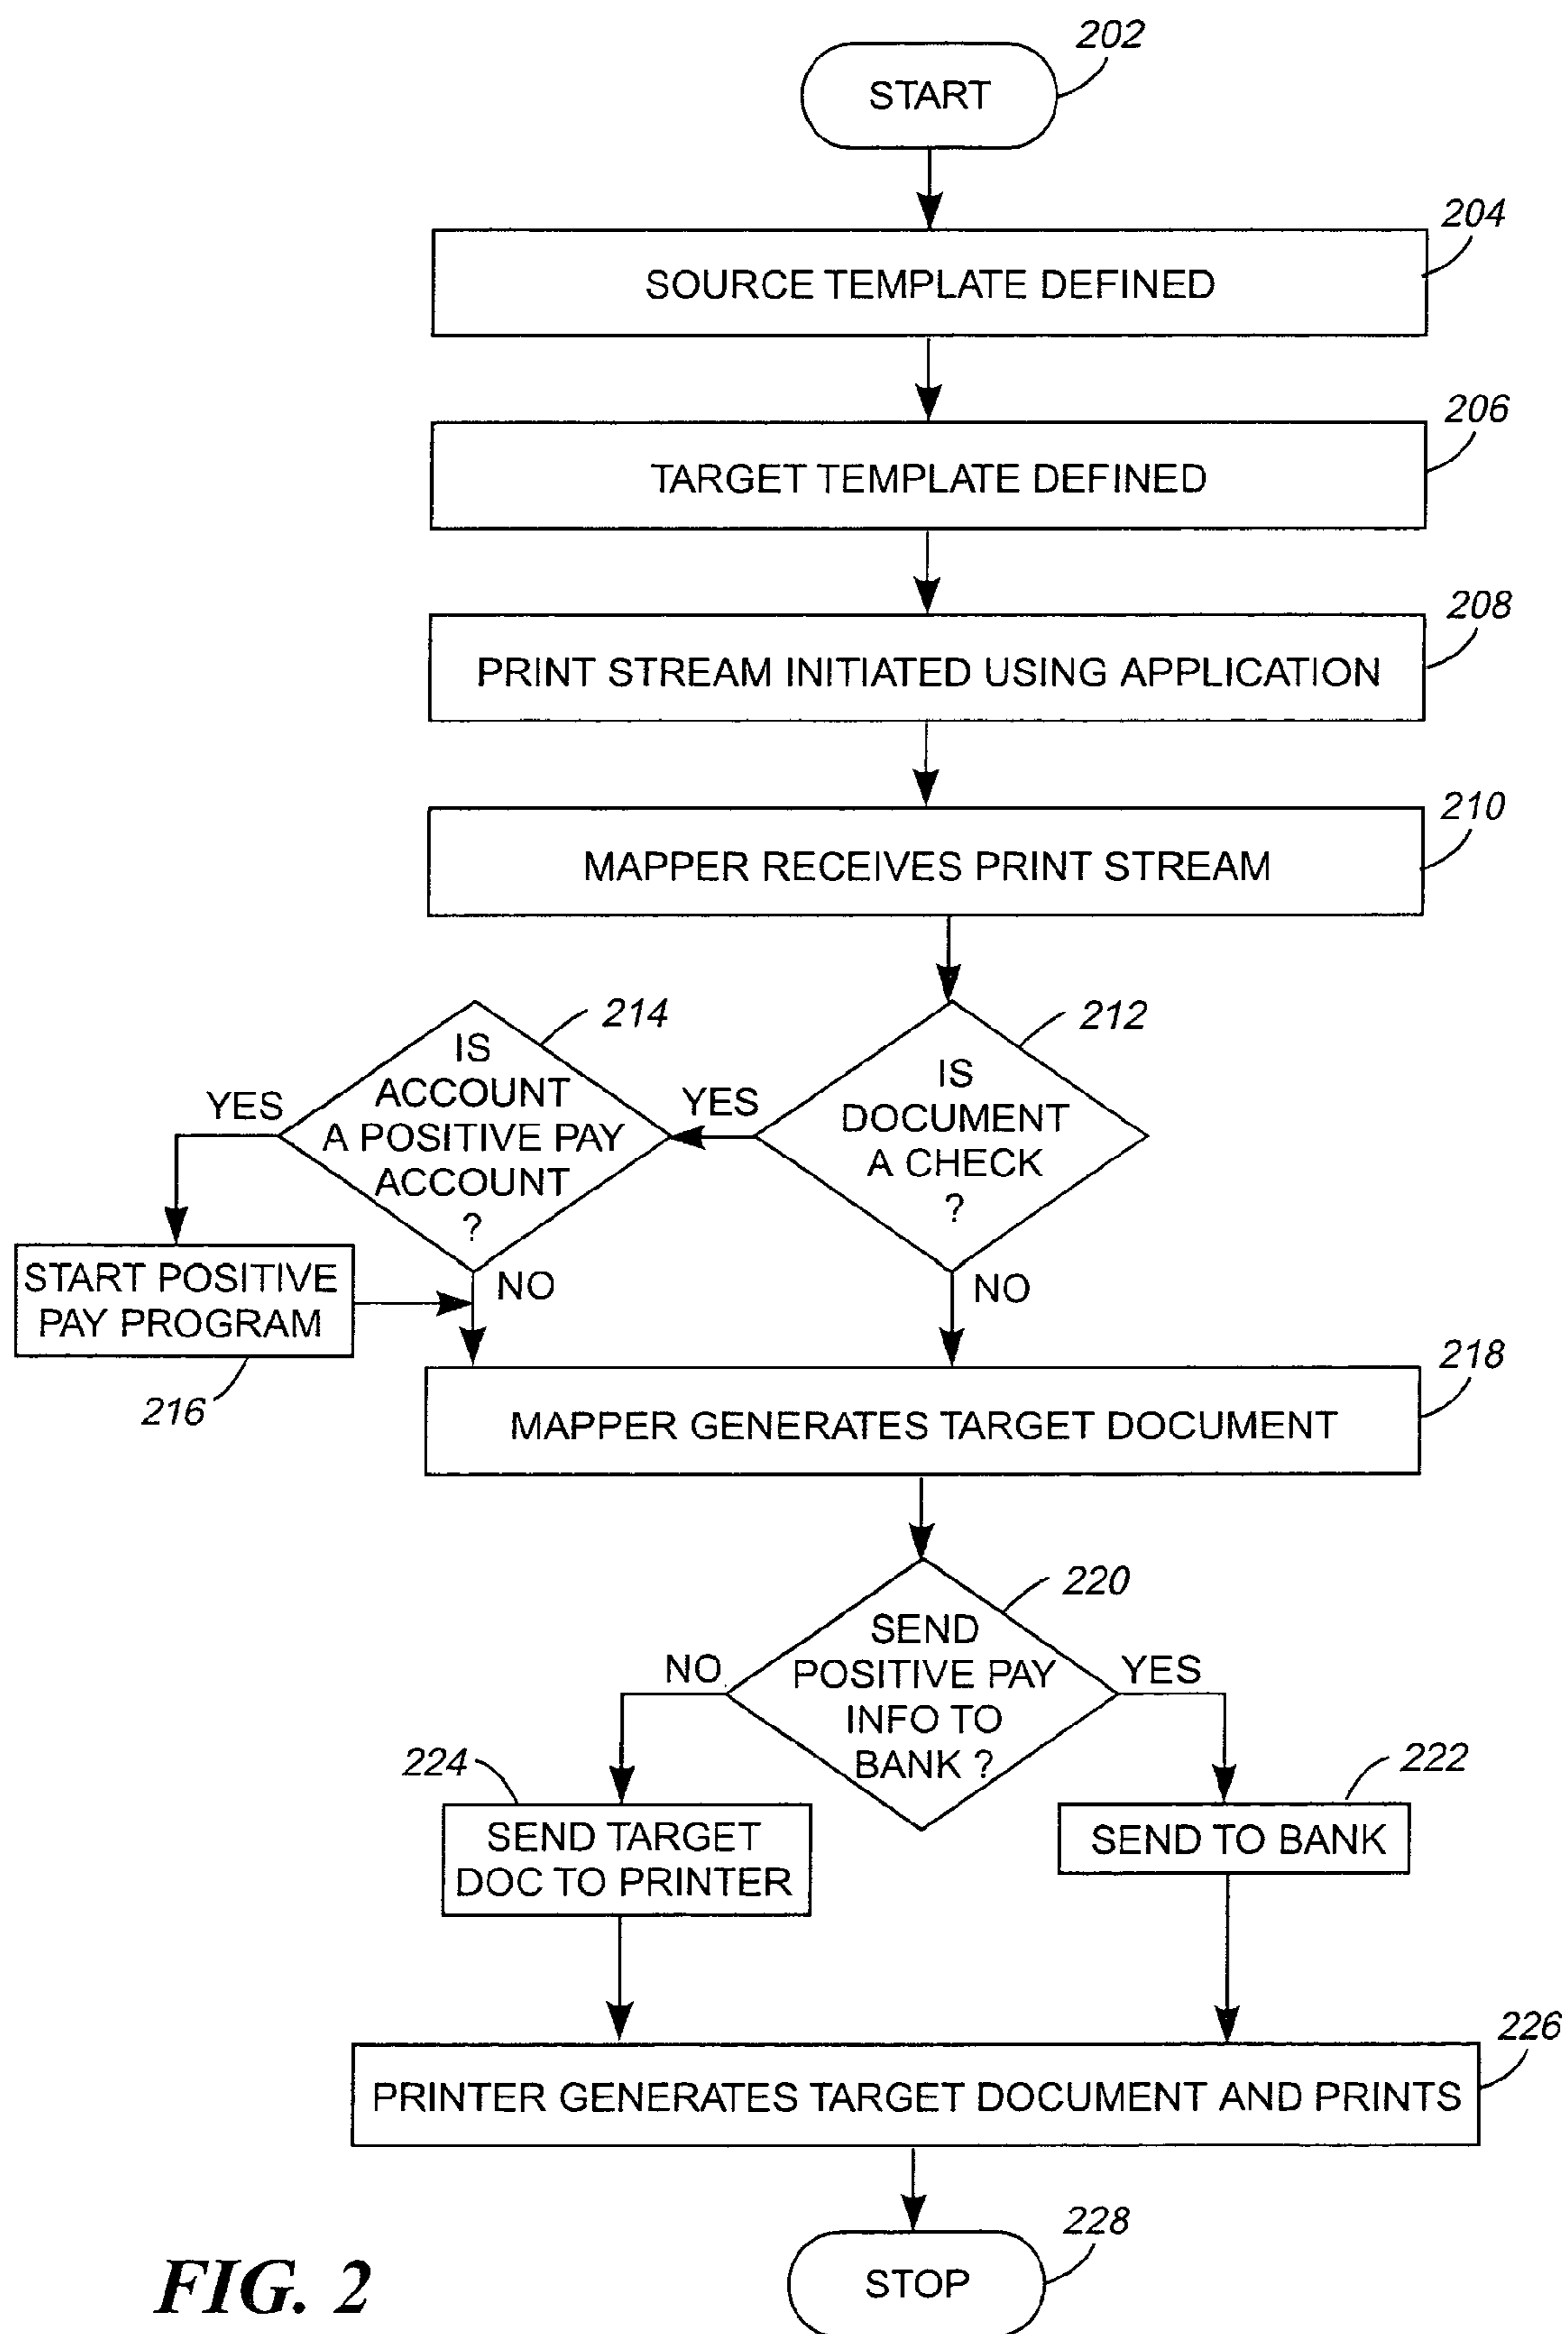 202
START
204
SOURCE TEMPLATE DEFINED
206
TARGET TEMPLATE DEFINED
208
PRINT STREAM INITIATED USING APPLICATION
210
MAPPER RECEIVES PRINT STREAM
214
IS
ACCOUNT
A POSITIVE PAY
ACCOUNT
?
YES
212
IS
DOCUMENT
A CHECK
?
YES
START POSITIVE
PAY PROGRAM
216
NO
NO
218
MAPPER GENERATES TARGET DOCUMENT
220
SEND
POSITIVE PAY
INFO TO
BANK ?
NO
YES
224
SEND TARGET
DOC TO PRINTER
222
SEND TO BANK
226
PRINTER GENERATES TARGET DOCUMENT AND PRINTS
228
STOP
FIG. 2